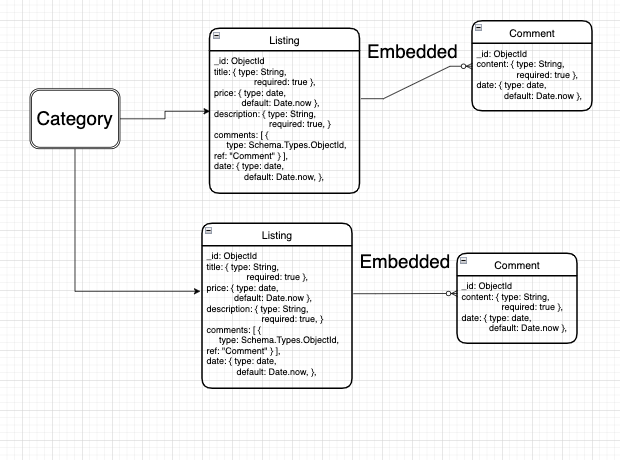 Category
Listing
_id: ObjectId
title: { type: String,
required: true },
price: { type: date,
default: Date.now },
description: { type: String,
required: true, }
comments: [ {
type: Schema.Types.ObjectId,
ref: "Comment" } ],
date: { type: date,
default: Date.now, },
Embedded
Comment
_id: ObjectId
content: { type: String,
required: true },
date: { type: date,
default: Date.now },
Listing
_id: ObjectId
title: { type: String,
required: true },
price: { type: date,
default: Date.now },
description: { type: String,
required: true, }
comments: [ {
type: Schema.Types.ObjectId,
ref: "Comment" } ],
date: { type: date,
default: Date.now, },
Embedded
Comment
_id: ObjectId
content: { type: String,
required: true },
date: { type: date,
default: Date.now },